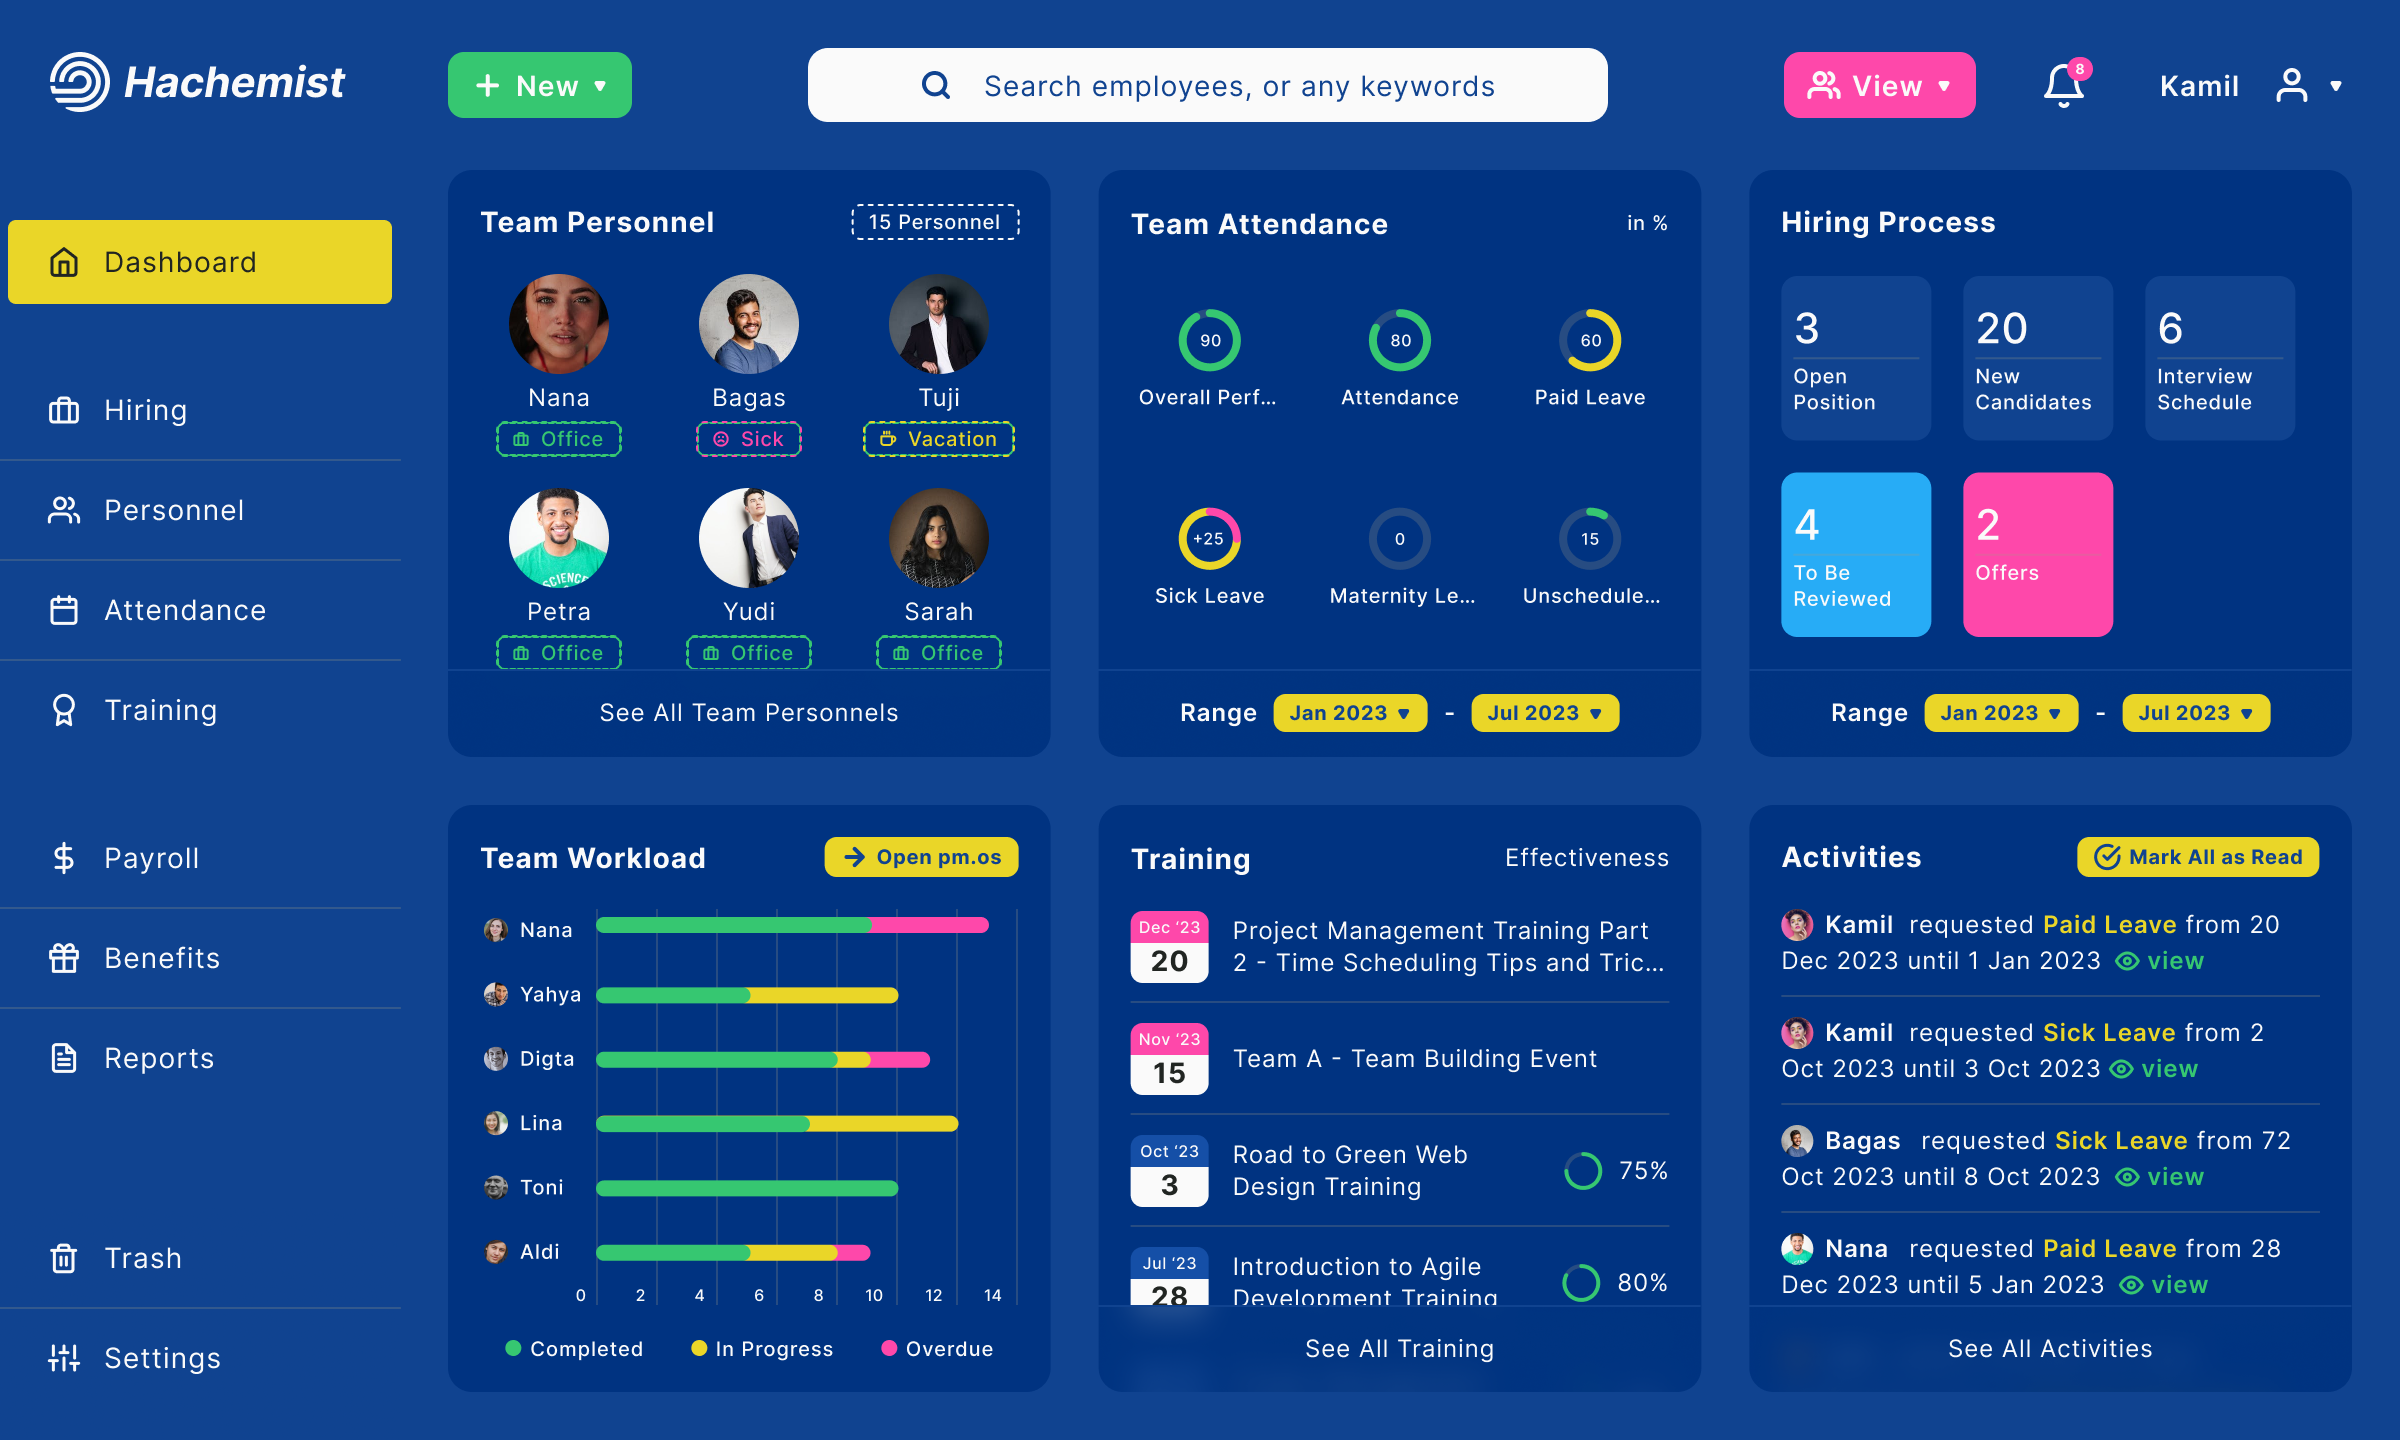 Hachemist
New
Search employees, or any keywords
View
8
Kamil
Dashboard
Hiring
Personnel
Attendance
Training
Payroll
Benefits
Reports
Trash
Settings
Team Personnel
15 Personnel
Nana
Bagas
Tuji
Office
Sick
Vacation
SCIENCE
Petra
Yudi
Sarah
Office
Office
Office
See All Team Personnels
Team Attendance
in %
90
80
60
Overall Perf...
Attendance
Paid Leave
+25
0
15
Sick Leave
Maternity Le...
Unschedule...
Range Jan 2023 - Jul 2023
Hiring Process
3
Open
Position
20
New
Candidates
6
Interview
Schedule
4
To Be
Reviewed
2
Offers
Range Jan 2023 - Jul 2023
Team Workload
Open pm.os
Nana
Yahya
Digta
Lina
Toni
Aldi
0 2 4 6 8 10 12 14
Completed In Progress Overdue
Training
Effectiveness
Dec ‘23
20
Project Management Training Part
2 - Time Scheduling Tips and Tric...
Nov ‘23
15
Team A - Team Building Event
Oct ‘23
3
Road to Green Web
Design Training
75%
Jul ‘23
28
Introduction to Agile
Development Training
80%
See All Training
Activities
Mark All as Read
Kamil requested Paid Leave from 20
Dec 2023 until 1 Jan 2023 view
Kamil requested Sick Leave from 2
Oct 2023 until 3 Oct 2023 view
Bagas requested Sick Leave from 72
Oct 2023 until 8 Oct 2023 view
Nana requested Paid Leave from 28
Dec 2023 until 5 Jan 2023 view
See All Activities